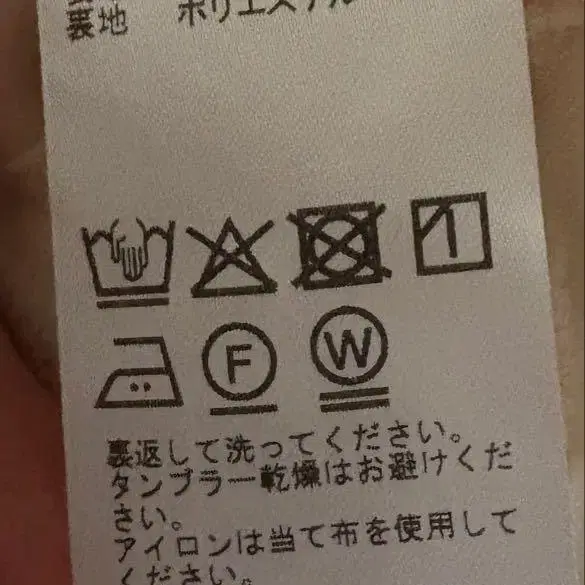 裏地 ポリエステル
F W
裏返して洗ってください。
タンブラー乾燥はお避けくだ
さい。
アイロンは当て布を使用して
ください。